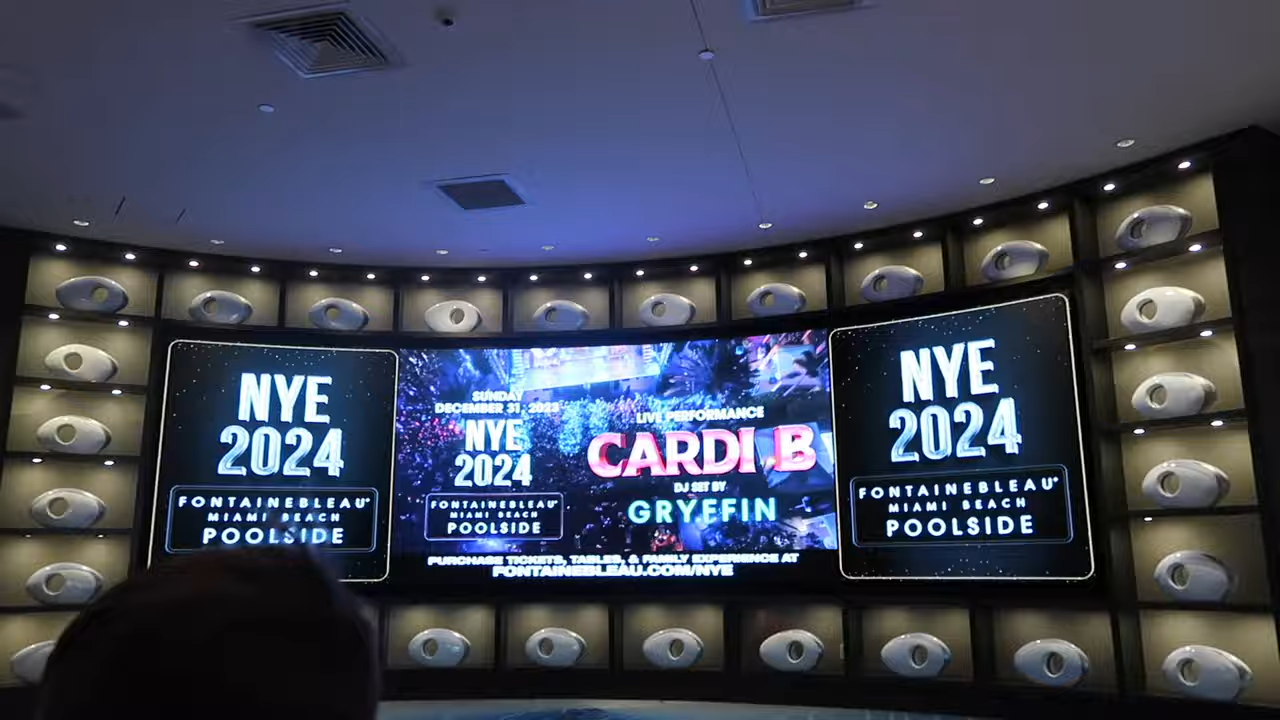 NYE
2024
FONTAINEBLEAU
MIAMI BEACH
POOLSIDE
SUNDAY
DECEMBER 31, 2023
NYE
2024
FONTAINEBLEAU
MIAMI BEACH
POOLSIDE
LIVE PERFORMANCE
CARDI B
DJ SET BY
GRYFFIN
PURCHASE TICKETS, TABLES, & FAMILY EXPERIENCE AT
FONTAINEBLEAU.COM/NYE
NYE
2024
FONTAINEBLEAU
MIAMI BEACH
POOLSIDE